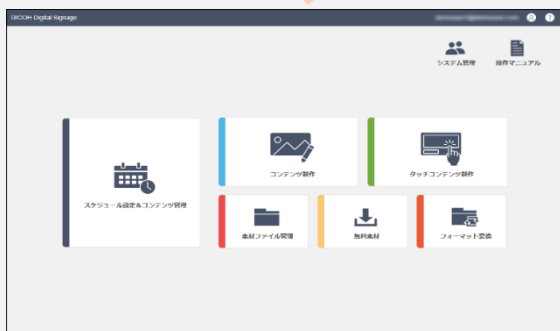 RICOH Digital Signage
システム管理
操作マニュアル
スケジュール設定&コンテンツ管理
コンテンツ制作
タッチコンテンツ制作
素材ファイル管理
無料素材
フォーマット変換